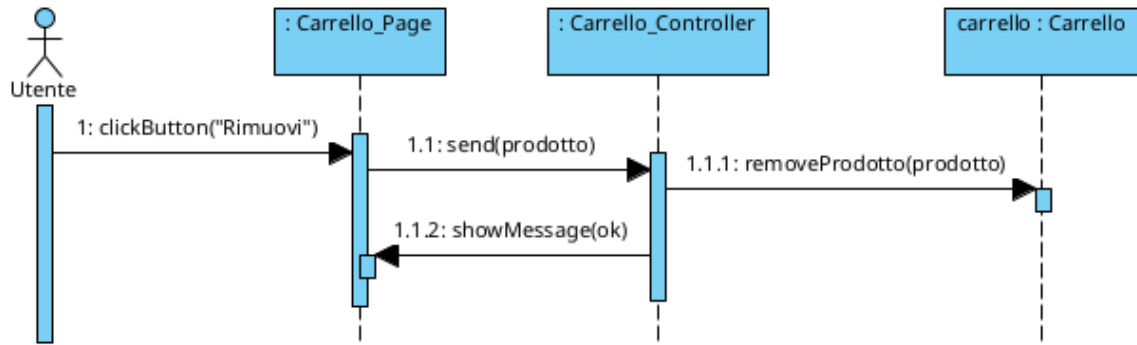 : Carrello_Page
: Carrello_Controller
carrello : Carrello
Utente
1: clickButton("Rimuovi")
1.1: send(prodotto)
1.1.1: removeProdotto(prodotto)
1.1.2: showMessage(ok)